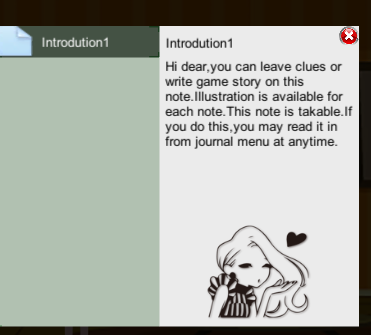 Introdution1
Introdution1
Hi dear,you can leave clues or
write game story on this
note.Illustration is available for
each note.This note is takable.If
you do this,you may read it in
from journal menu at anytime.